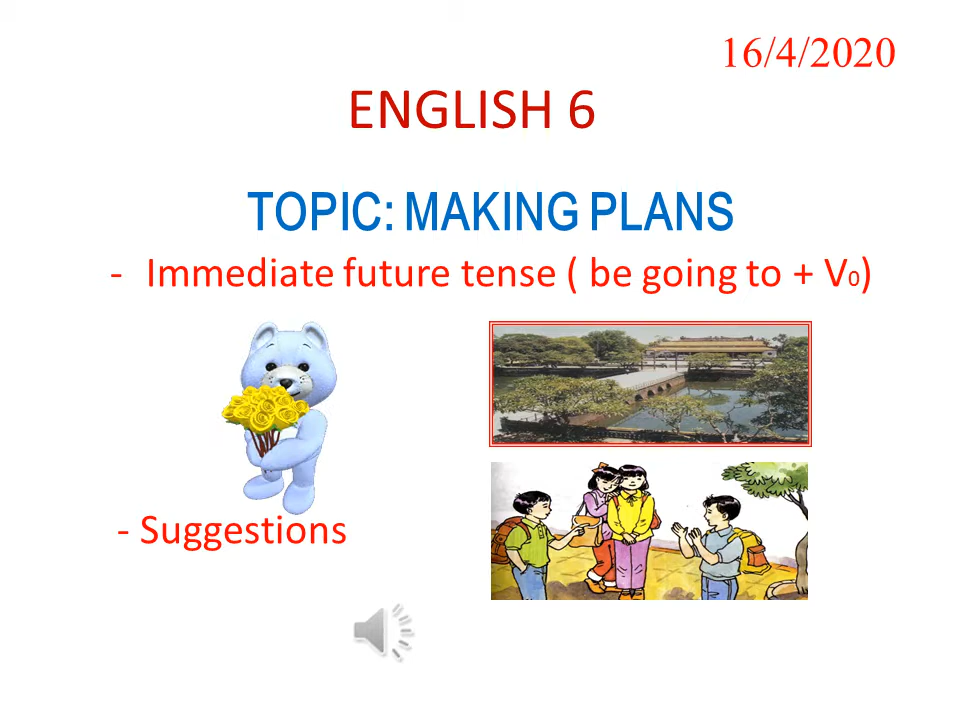 16/4/2020
ENGLISH 6
TOPIC: MAKING PLANS
- Immediate future tense ( be going to + V₀)
- Suggestions